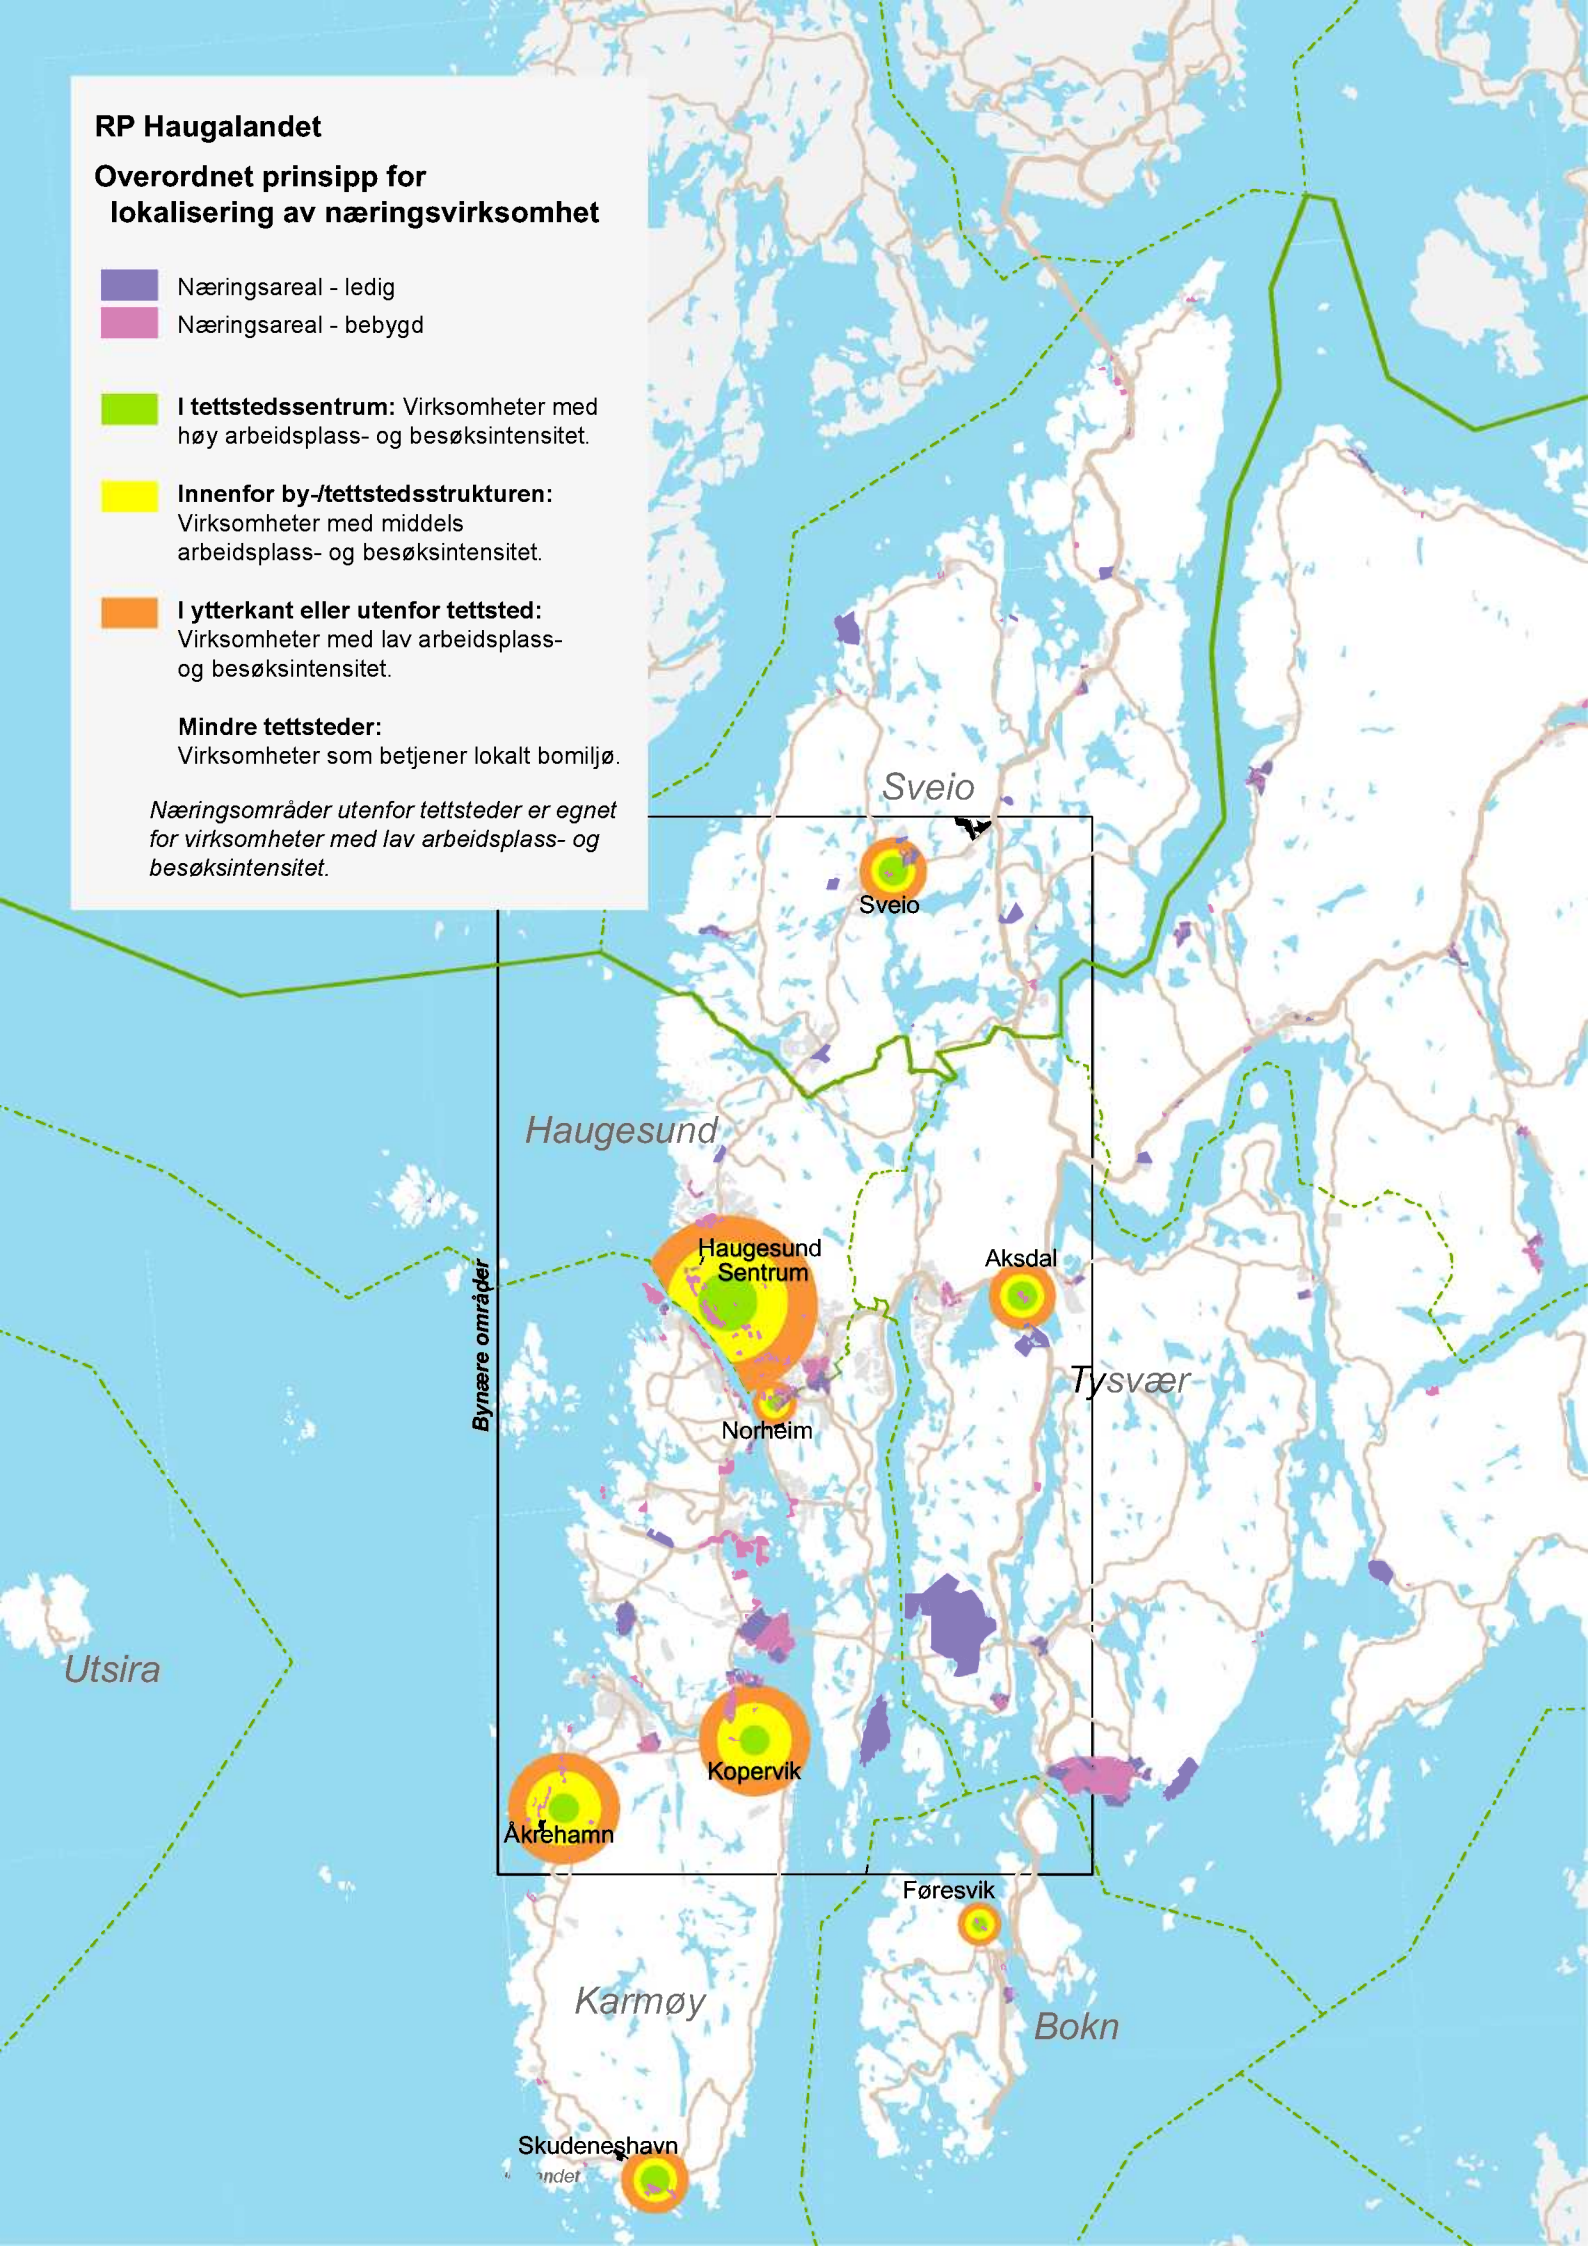 RP Haugalandet
Overordnet prinsipp for
lokalisering av næringsvirksomhet
Næringsareal - ledig
Næringsareal - bebygd
I tettstedssentrum: Virksomheter med
høy arbeidsplass- og besøksintensitet.
Innenfor by-/tettstedsstrukturen:
Virksomheter med middels
arbeidsplass- og besøksintensitet.
I ytterkant eller utenfor tettsted:
Virksomheter med lav arbeidsplass-
og besøksintensitet.
Mindre tettsteder:
Virksomheter som betjener lokalt bomiljø.
Næringsområder utenfor tettsteder er egnet
for virksomheter med lav arbeidsplass- og
besøksintensitet.
Sveio
Sveio
Haugesund
Haugesund
Sentrum
Aksdal
Bynære områder
Tysvær
Norheim
Utsira
Kopervik
Åkrehamn
Føresvik
Karmøy
Bokn
Skudeneshavn